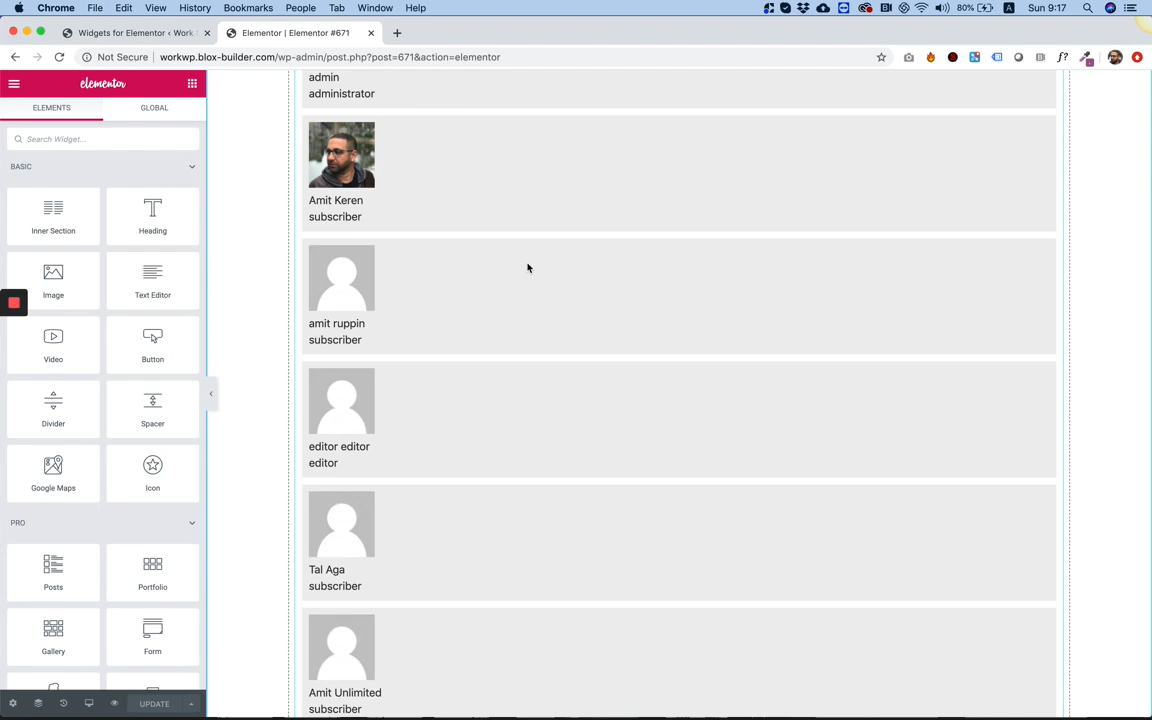 Chrome File Edit View History Bookmarks People Tab Window Help 80% A Sun 9:17
Widgets for Elementor ‹ Work Elementor | Elementor #671
Not Secure workwp.blox-builder.com/wp-admin/post.php?post=671&action=elementor f?
elementor
ELEMENTS GLOBAL
Search Widget...
BASIC
Inner Section Heading
Image Text Editor
Video Button
Divider Spacer
Google Maps Icon
PRO
Posts Portfolio
Gallery Form
UPDATE
admin
administrator
Amit Keren
subscriber
amit ruppin
subscriber
editor editor
editor
Tal Aga
subscriber
Amit Unlimited
subscriber